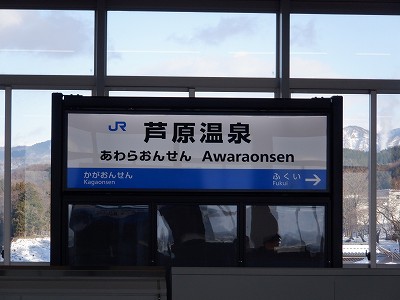 JR 芦原温泉
あわらおんせん Awaraonsen
かがおんせん ふくい
Kagaonsen Fukui →